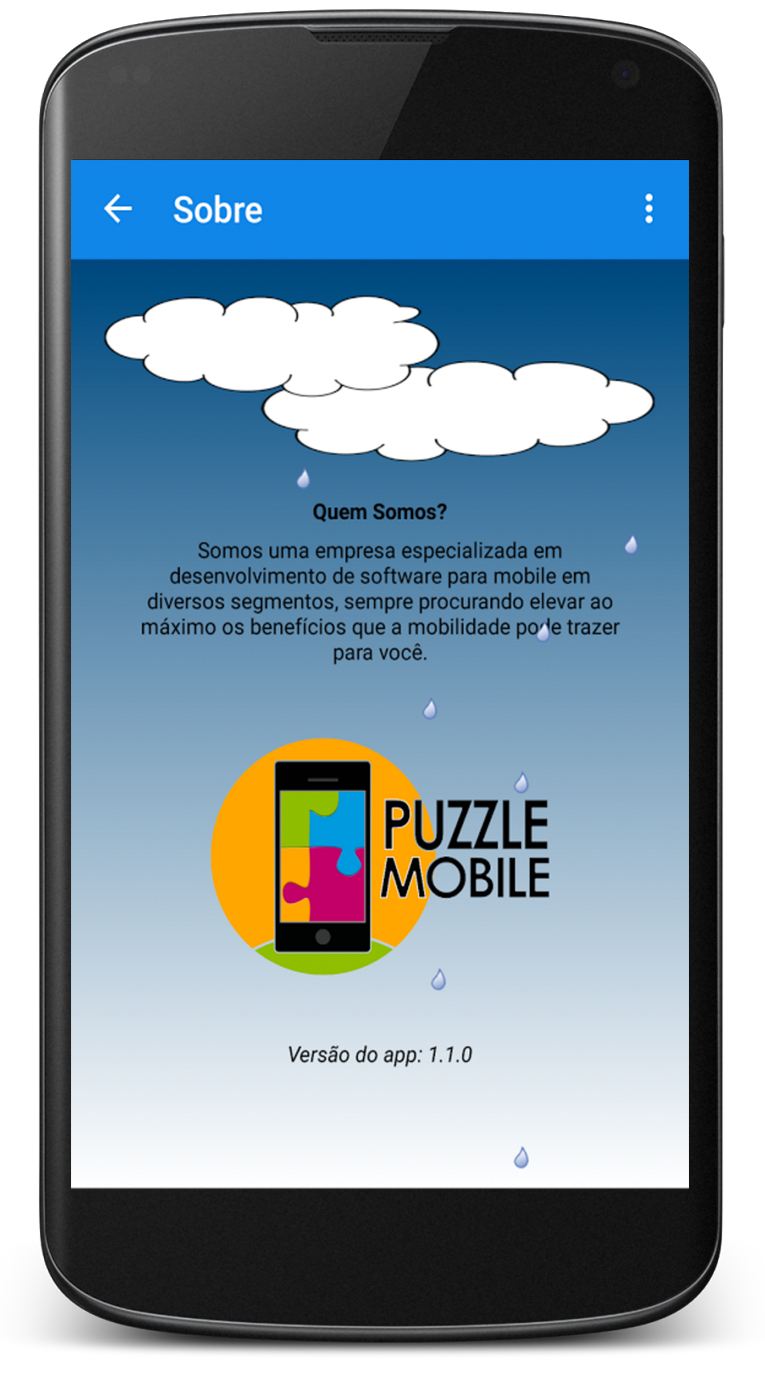 Sobre
Quem Somos?
Somos uma empresa especializada em
desenvolvimento de software para mobile em
diversos segmentos, sempre procurando elevar ao
máximo os benefícios que a mobilidade pode trazer
para você.
PUZZLE
MOBILE
Versão do app: 1.1.0